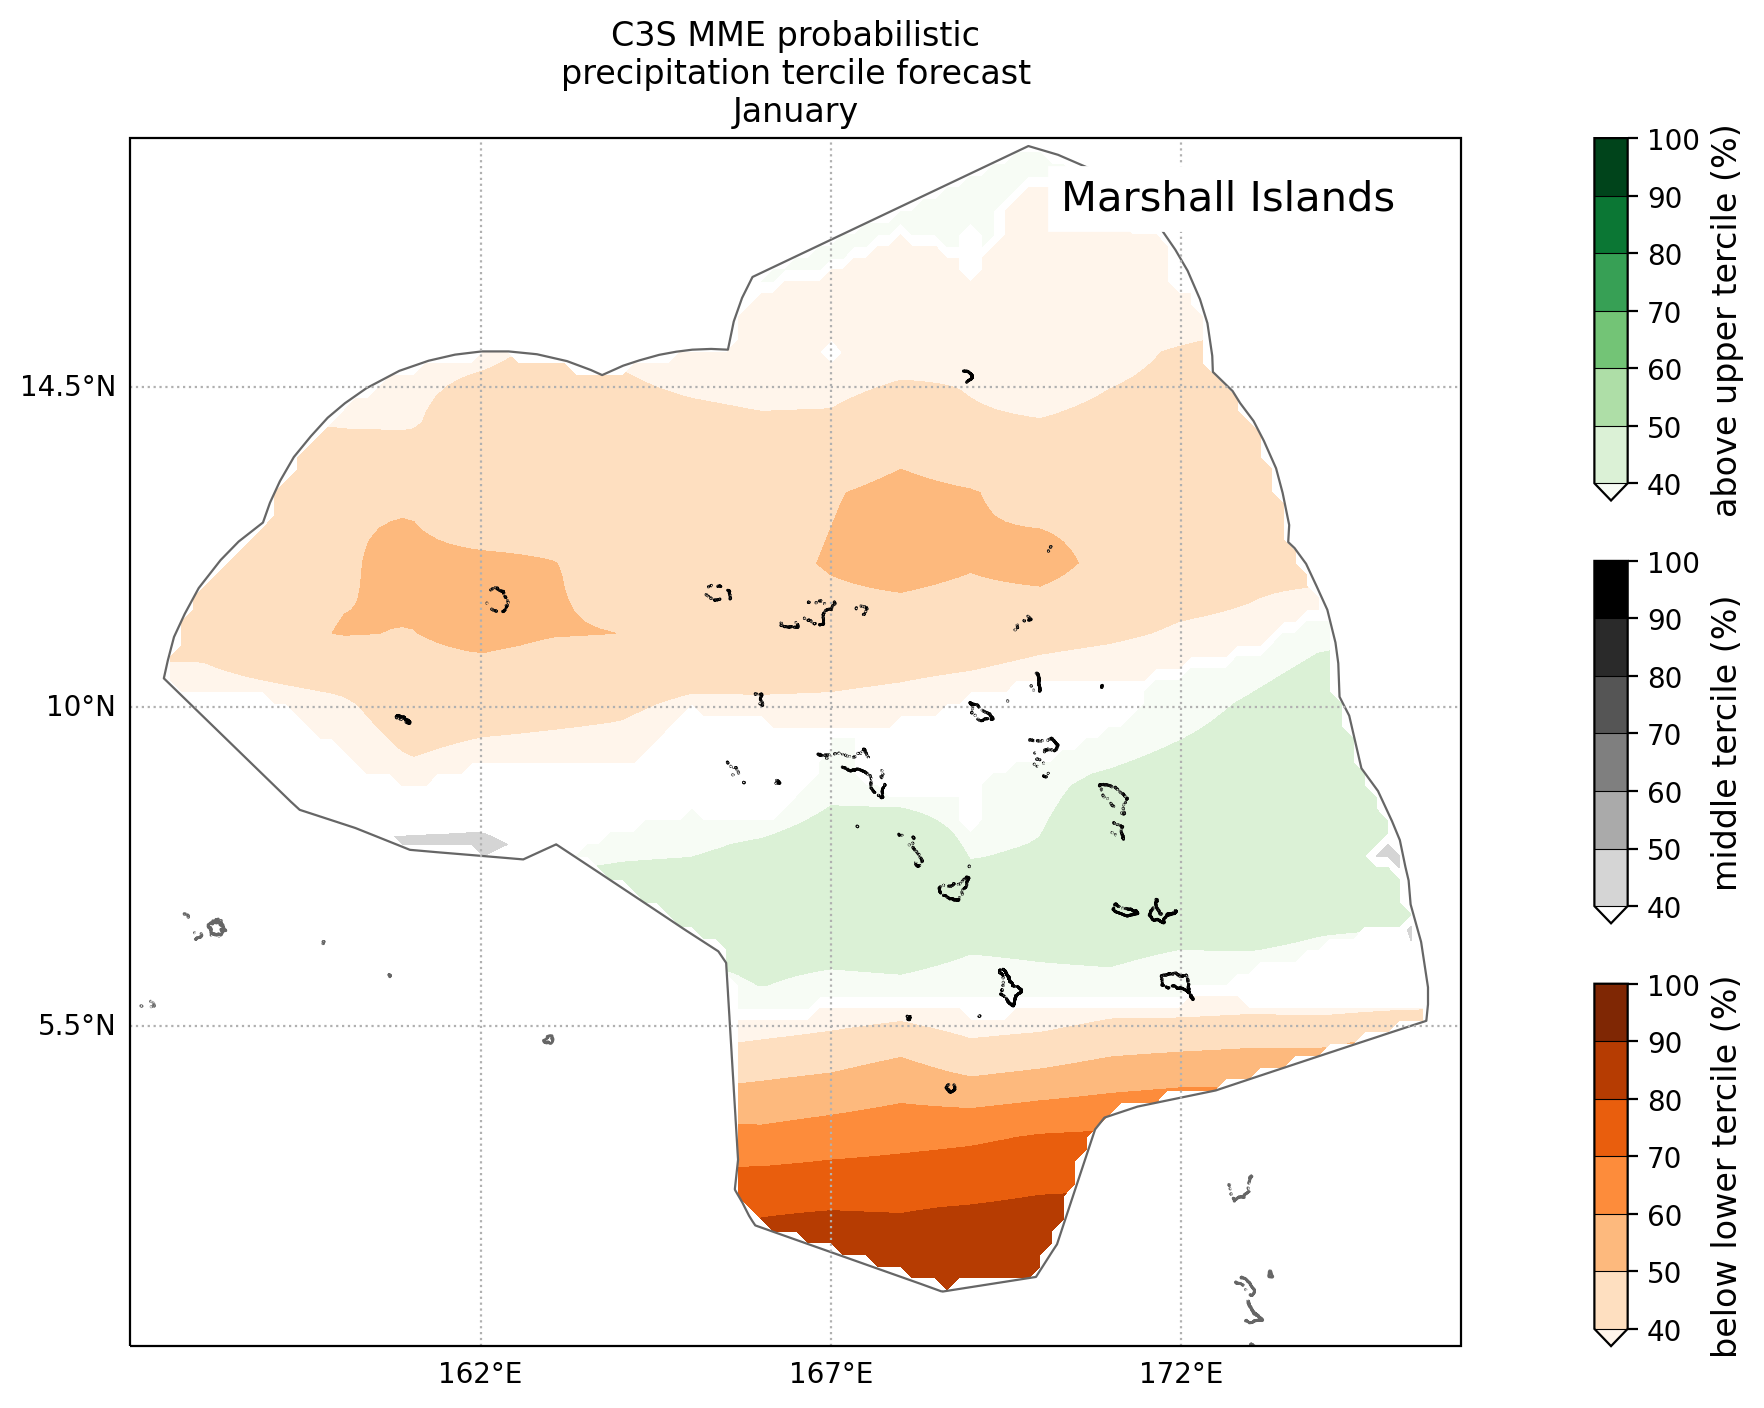 C3S MME probabilistic
precipitation tercile forecast
January
Marshall Islands
14.5°N
10°N
5.5°N
162°E
167°E
172°E
100
90
80
70
60
50
40
above upper tercile (%)
100
90
80
70
60
50
40
middle tercile (%)
100
90
80
70
60
50
40
below lower tercile (%)